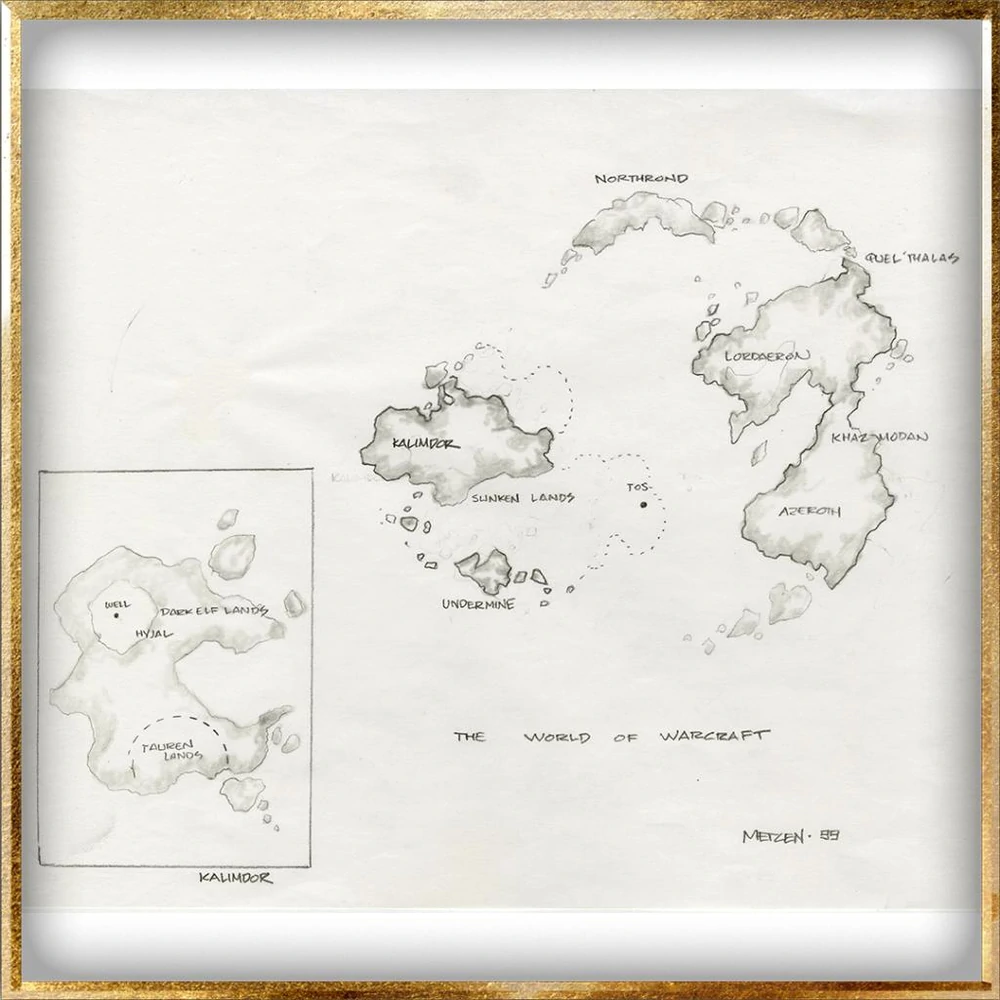 NORTHROND
QUEL'THALAS
LORDAERON
KALIMDOR
KHAZ MODAN
TOS-
SUNKEN LANDS
AZEROTH
UNDERMINE
WELL
DARK ELF LANDS
HYJAL
TAUREN
LANDS
THE WORLD OF WARCRAFT
METZEN · 99
KALIMDOR